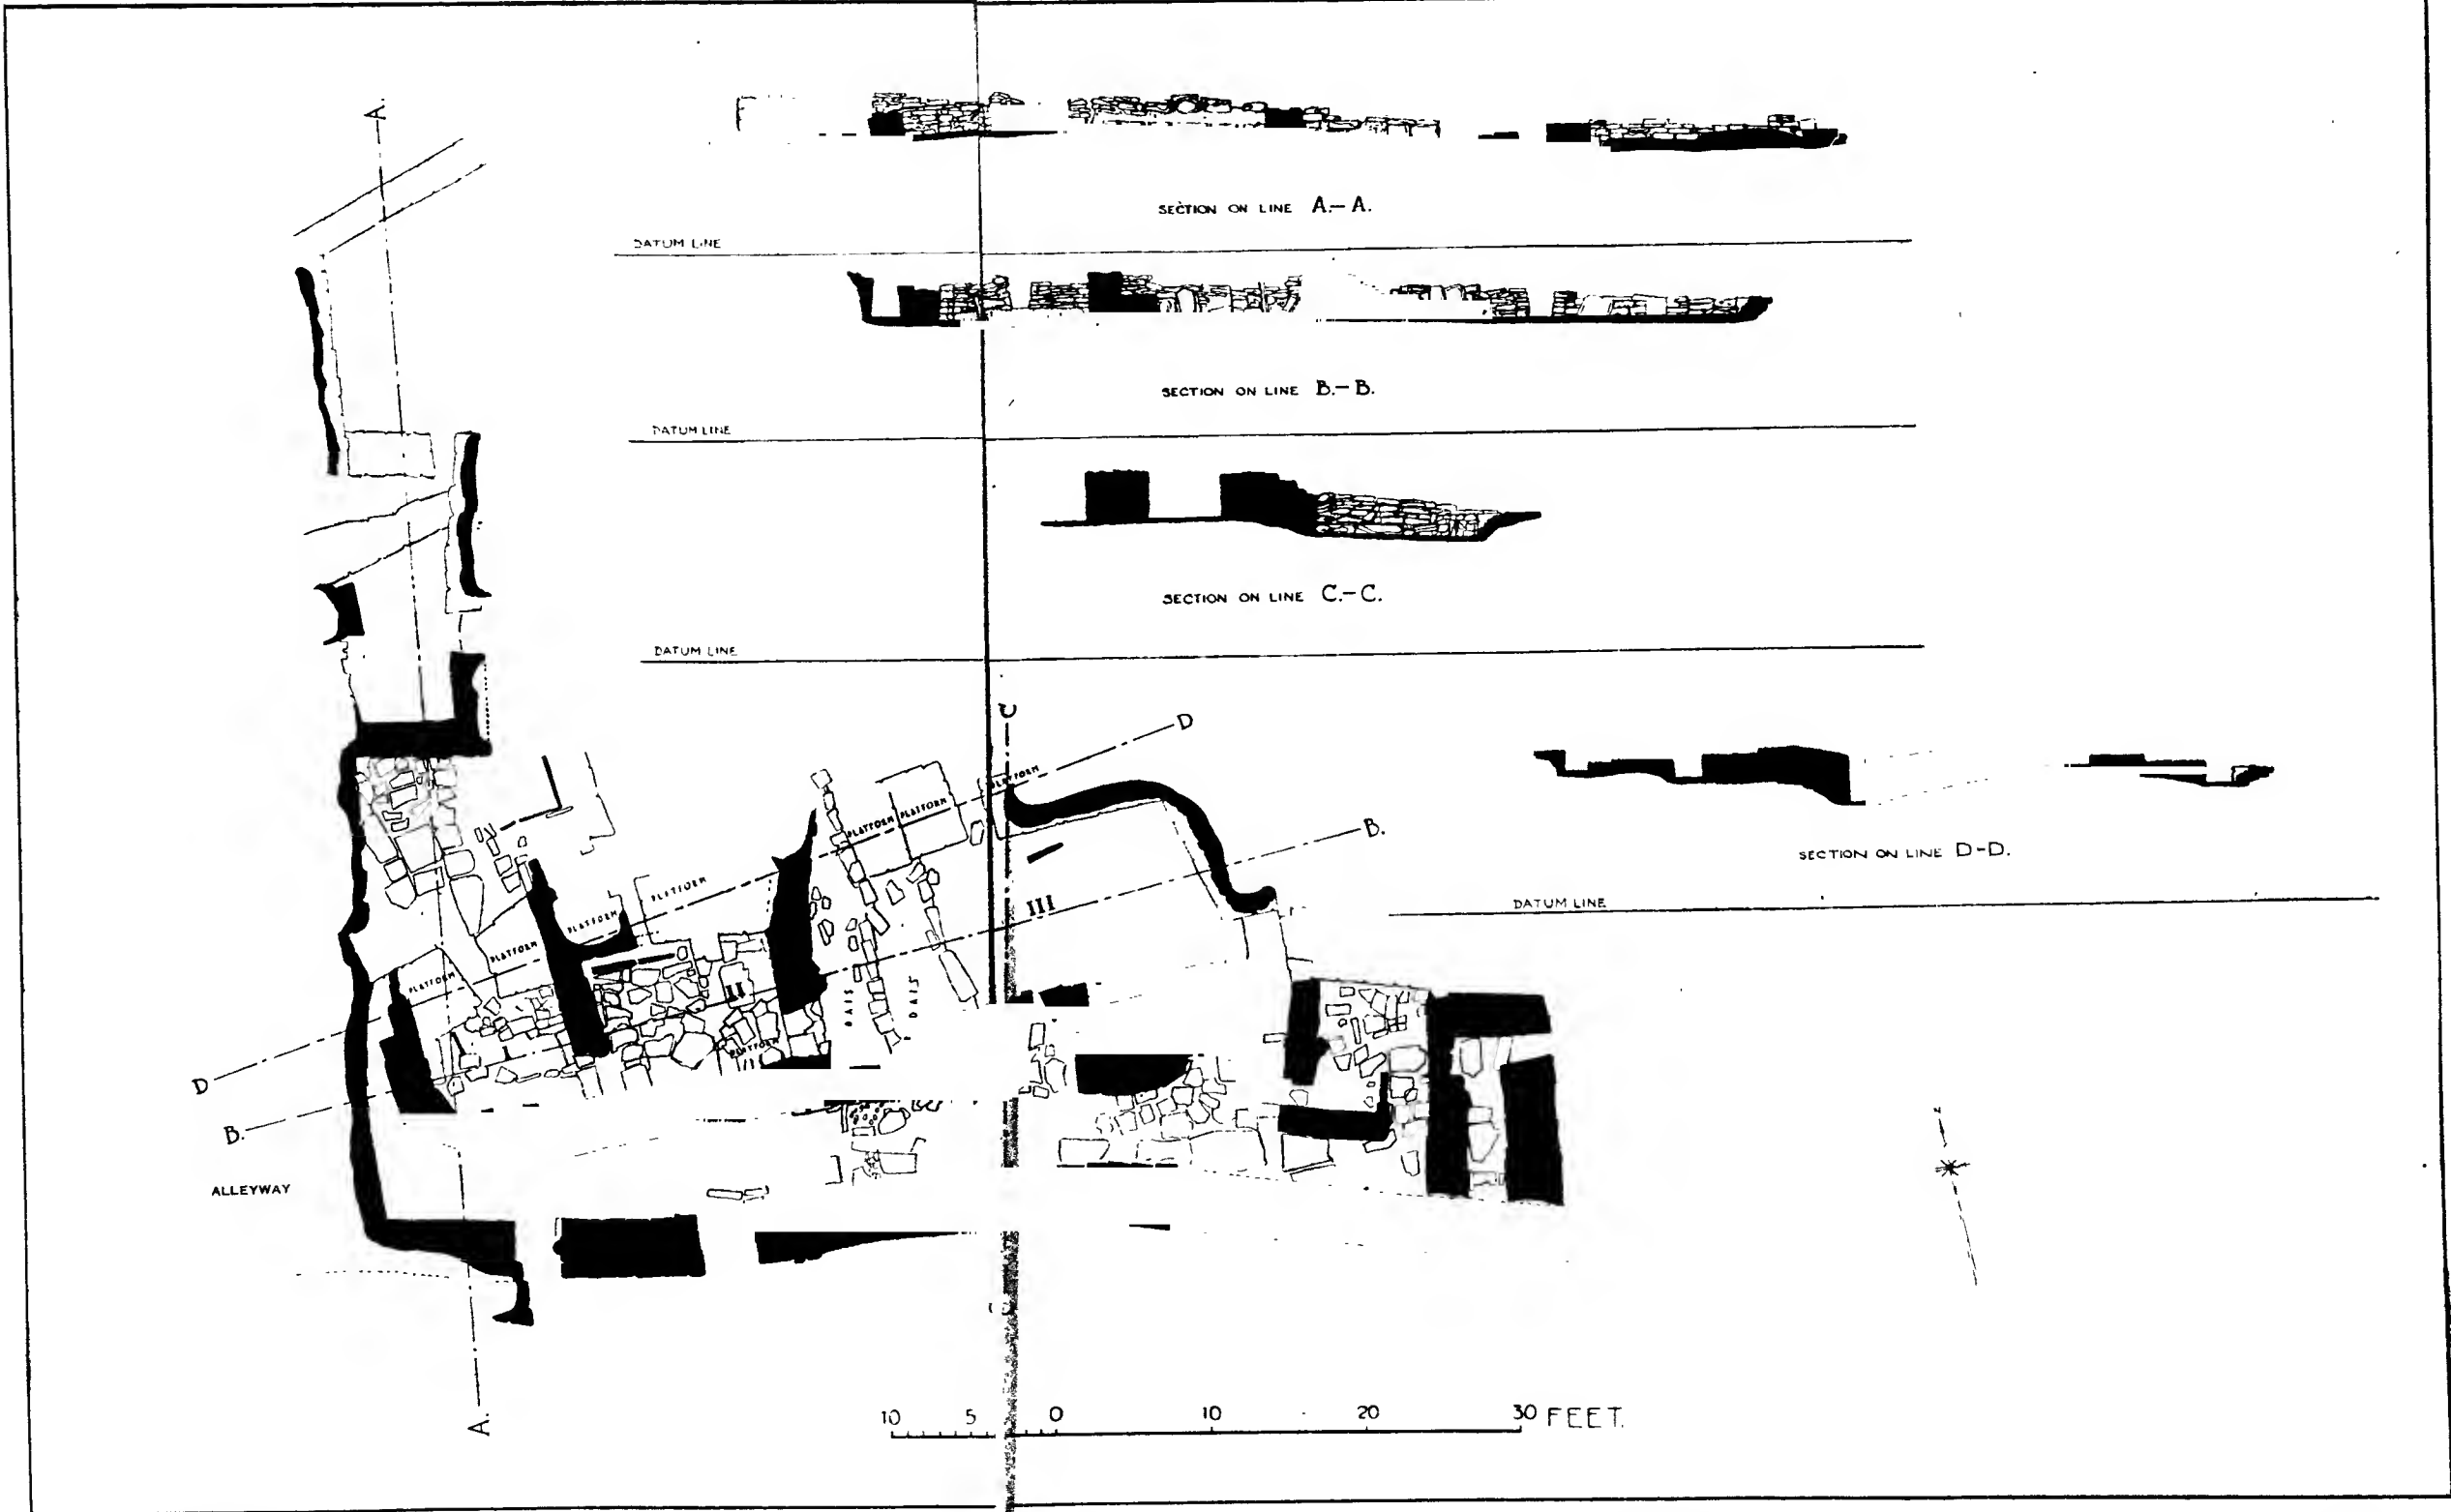 A.
SECTION ON LINE A.-A.
DATUM LINE
SECTION ON LINE B.-B.
DATUM LINE
SECTION ON LINE C.-C.
DATUM LINE
C
D
PLATFORM
PLATFORM
PLATFORM
B.
SECTION ON LINE D-D.
DATUM LINE
III
PLATFORM
PLATFORM
PLATFORM
PLATFORM
II
DAIS
DAIS
PLATFORM
I
D
B.
ALLEYWAY
A.
10 5 0 10 20 30 FEET.